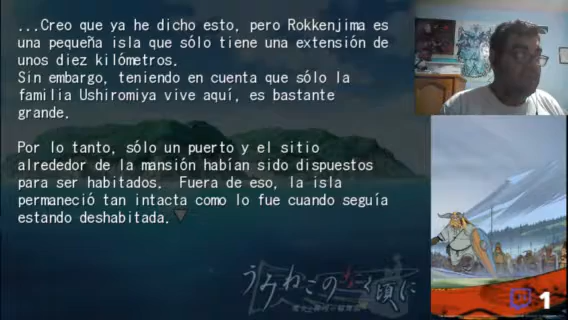 ...Creo que ya he dicho esto, pero Rokkenjima es
una pequeña isla que sólo tiene una extensión de
unos diez kilómetros.
Sin embargo, teniendo en cuenta que sólo la
familia Ushiromiya vive aquí, es bastante
grande.
Por lo tanto, sólo un puerto y el sitio
alrededor de la mansión habían sido dispuestos
para ser habitados. Fuera de eso, la isla
permaneció tan intacta como lo fue cuando seguía
estando deshabitada.
うみねこのなく頃に
1